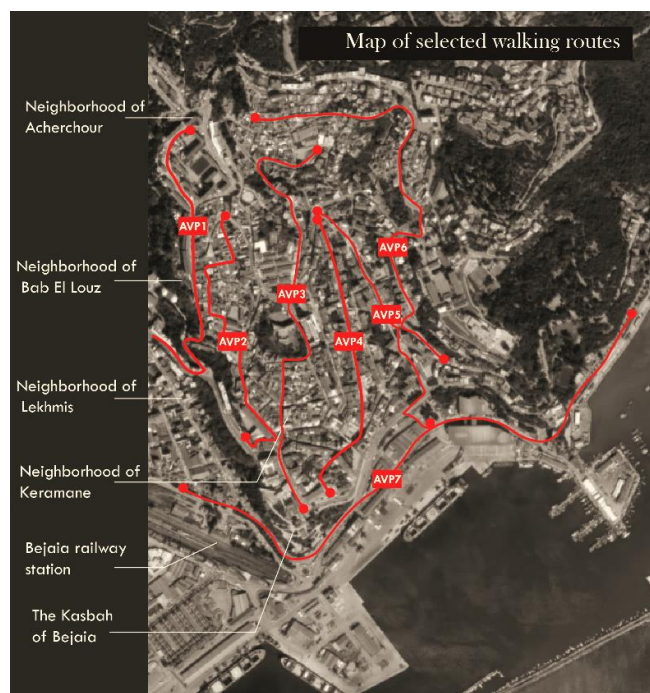 Map of selected walking routes
Neighborhood of
Acherchour
AVP1
AVP6
Neighborhood of
Bab El Louz
AVP3
AVP5
AVP2
AVP4
Neighborhood of
Lekhmis
Neighborhood of
Keramane
AVP7
Bejaia railway
station
The Kasbah
of Bejaia